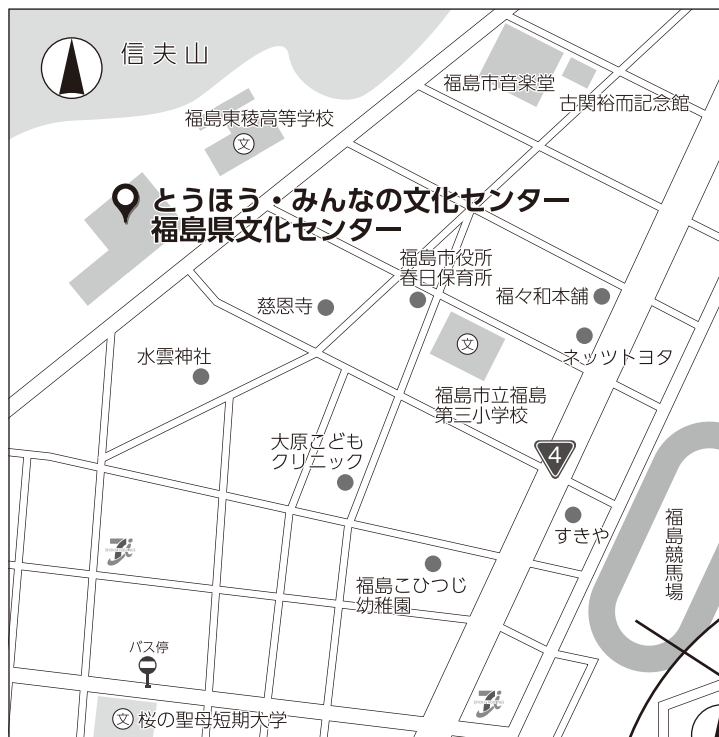 信夫山
福島市音楽堂
古関裕而記念館
福島東稜高等学校
文
とうほう・みんなの文化センター
福島県文化センター
福島市役所
春日保育所
福々和本舗
慈恩寺
文
ネッツトヨタ
水雲神社
福島市立福島
第三小学校
大原こども
クリニック
4
すきや
福島競馬場
福島こひつじ
幼稚園
バス停
文 桜の聖母短期大学